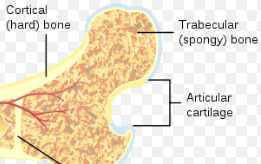 Cortical
(hard) bone
Trabecular
(spongy) bone
Articular
cartilage